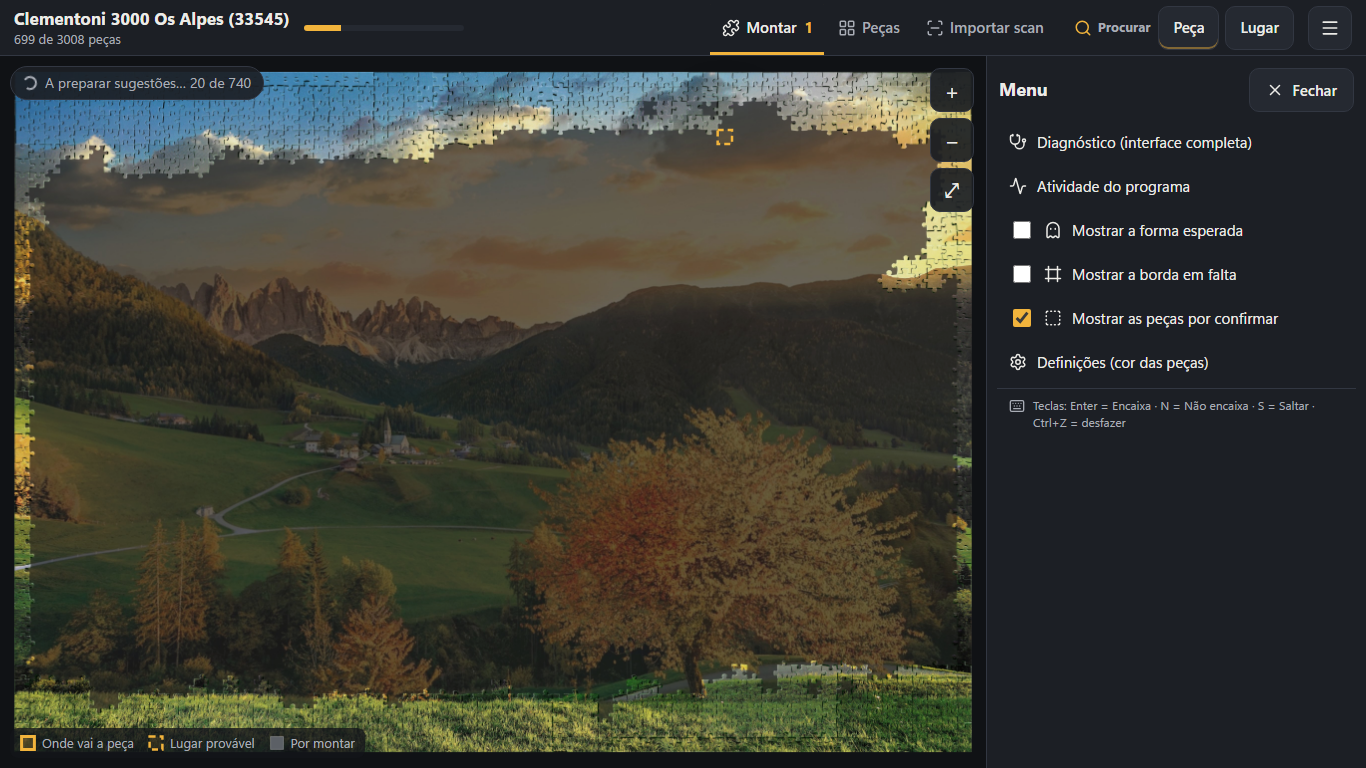 Clementoni 3000 Os Alpes (33545)
699 de 3008 peças
Montar 1
Peças
Importar scan
Procurar
Peça
Lugar
A preparar sugestões... 20 de 740
+
−
Menu
Fechar
Diagnóstico (interface completa)
Atividade do programa
Mostrar a forma esperada
Mostrar a borda em falta
Mostrar as peças por confirmar
Definições (cor das peças)
Teclas: Enter = Encaixa · N = Não encaixa · S = Saltar ·
Ctrl+Z = desfazer
Onde vai a peça
Lugar provável
Por montar